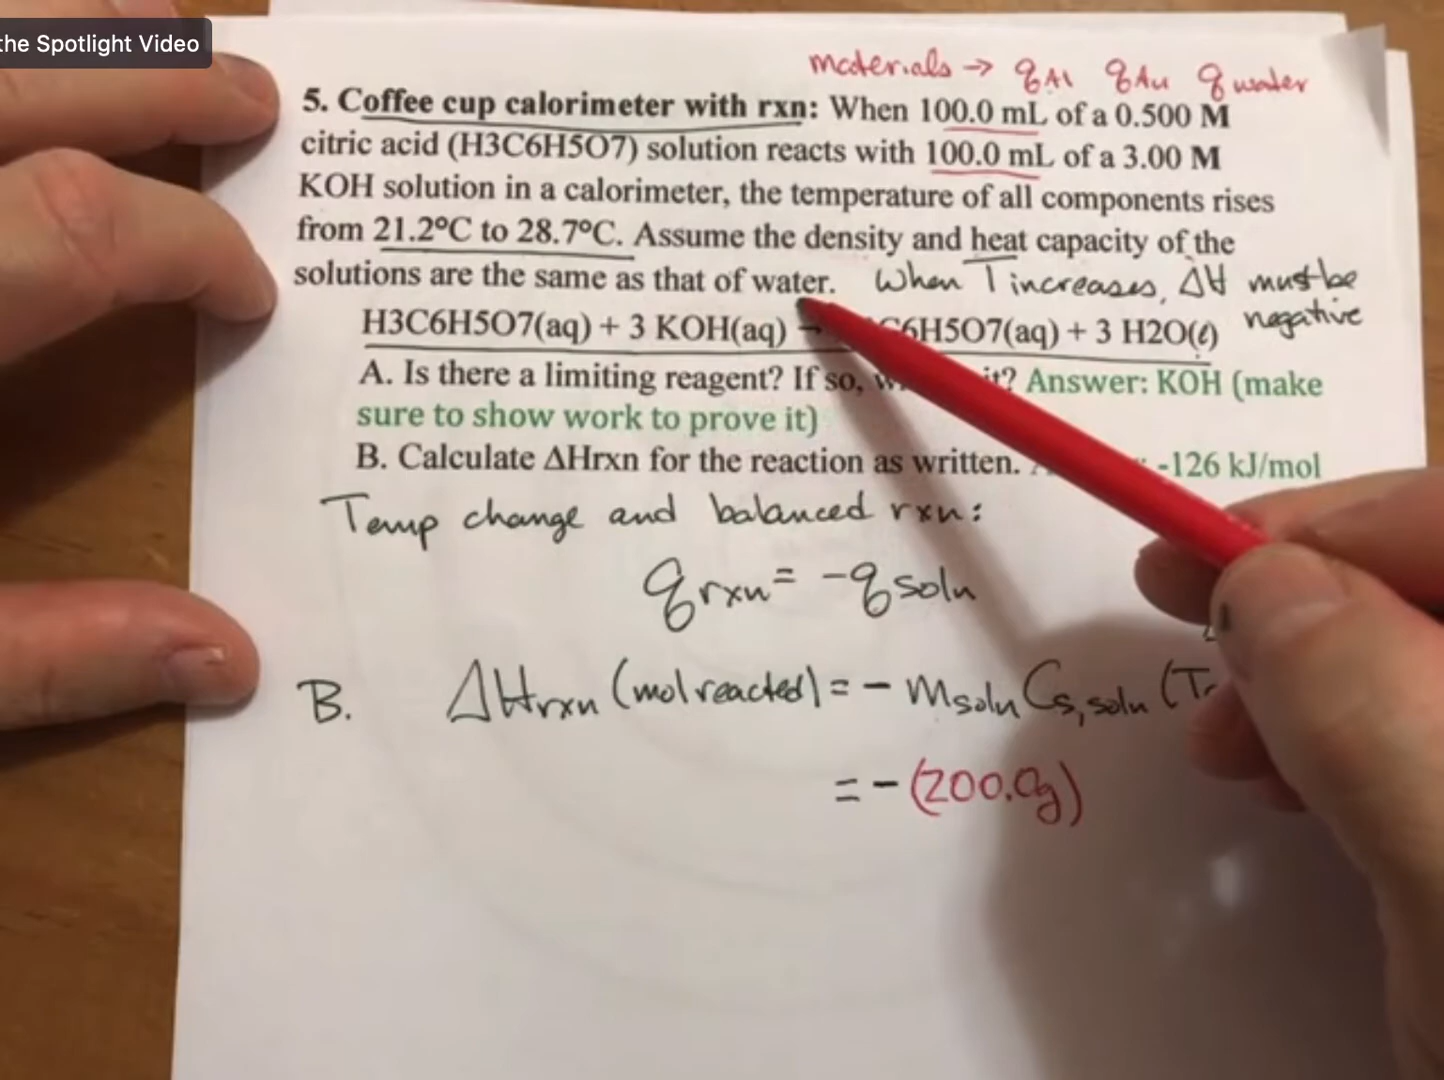 the Spotlight Video
materials → qAl qAu qwater
5. Coffee cup calorimeter with rxn: When 100.0 mL of a 0.500 M
citric acid (H3C6H5O7) solution reacts with 100.0 mL of a 3.00 M
KOH solution in a calorimeter, the temperature of all components rises
from 21.2°C to 28.7°C. Assume the density and heat capacity of the
solutions are the same as that of water. When T increases, ΔH must be
negative
H3C6H5O7(aq) + 3 KOH(aq) C6H5O7(aq) + 3 H2O(ℓ)
A. Is there a limiting reagent? If so, it? Answer: KOH (make
sure to show work to prove it)
B. Calculate ΔHrxn for the reaction as written. -126 kJ/mol
Temp change and balanced rxn:
qrxn = -qsoln
B. ΔHrxn (mol reacted) = - msoln Cs,soln (T
= - (200.0g)